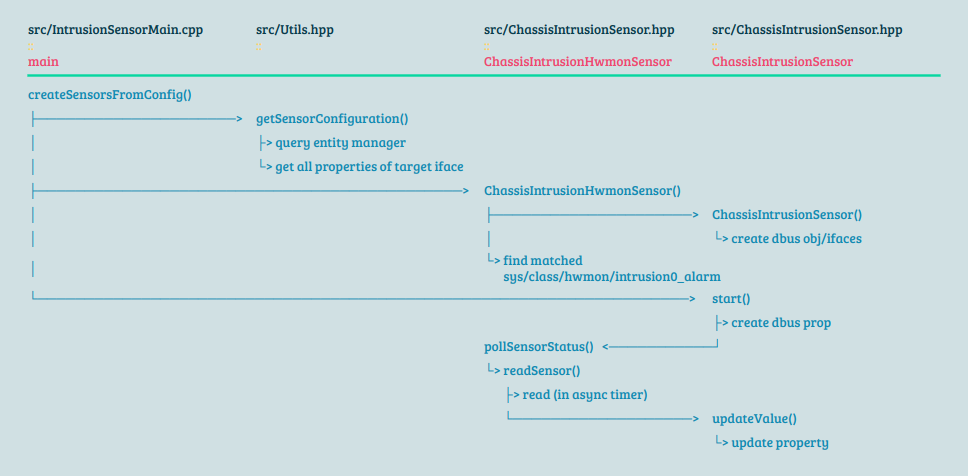 src/IntrusionSensorMain.cpp src/Utils.hpp src/ChassisIntrusionSensor.hpp src/ChassisIntrusionSensor.hpp
:: :: :: ::
main ChassisIntrusionHwmonSensor ChassisIntrusionSensor
createSensorsFromConfig()
├────────────────────────> getSensorConfiguration()
│ ├> query entity manager
│ └> get all properties of target iface
├────────────────────────> ChassisIntrusionHwmonSensor()
│ ├────────────────────────> ChassisIntrusionSensor()
│ │ └> create dbus obj/ifaces
│ └> find matched
sys/class/hwmon/intrusion0_alarm
└────────────────────────> start()
├> create dbus prop
pollSensorStatus() <────────────┘
└> readSensor()
├> read (in async timer)
└────────────────────────> updateValue()
└> update property